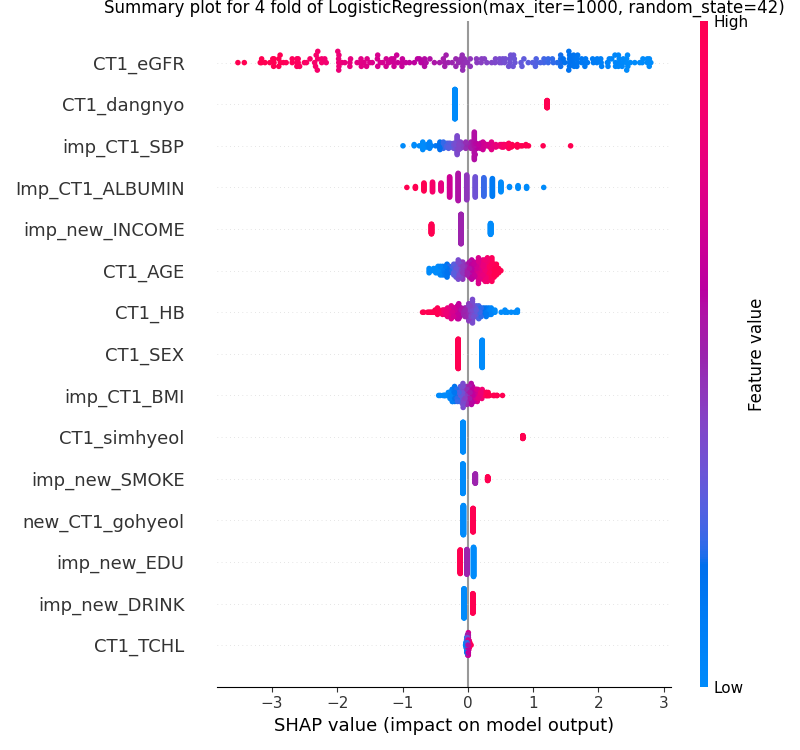 Summary plot for 4 fold of LogisticRegression(max_iter=1000, random_state=42)
High
CT1_eGFR
CT1_dangnyo
imp_CT1_SBP
Imp_CT1_ALBUMIN
imp_new_INCOME
CT1_AGE
CT1_HB
CT1_SEX
imp_CT1_BMI
CT1_simhyeol
imp_new_SMOKE
new_CT1_gohyeol
imp_new_EDU
imp_new_DRINK
CT1_TCHL
Feature value
Low
−3 −2 −1 0 1 2 3
SHAP value (impact on model output)